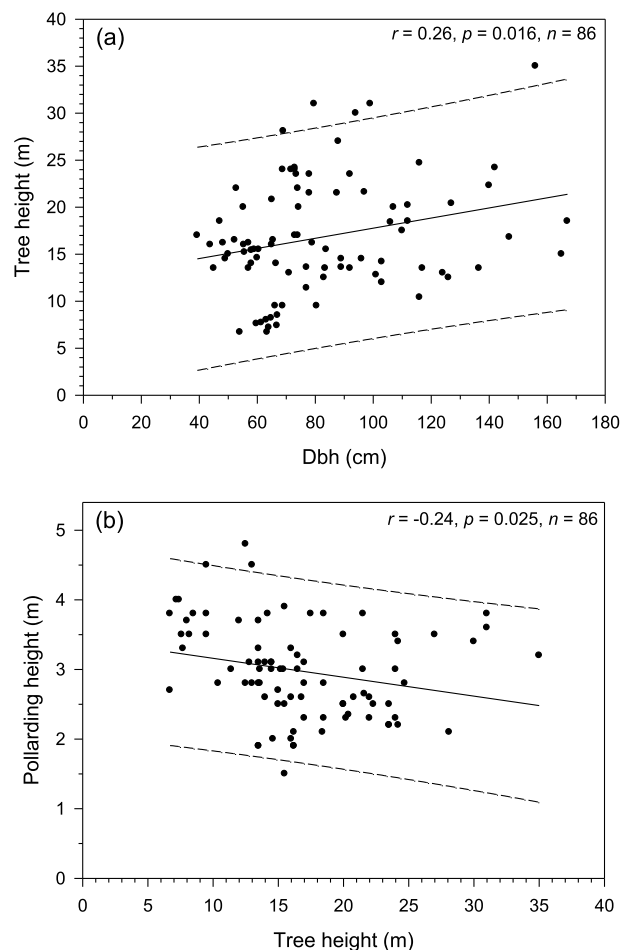 (a)
r = 0.26, p = 0.016, n = 86
Tree height (m)
40
35
30
25
20
15
10
5
0
0 20 40 60 80 100 120 140 160 180
Dbh (cm)
(b)
r = -0.24, p = 0.025, n = 86
Pollarding height (m)
5
4
3
2
1
0
0 5 10 15 20 25 30 35 40
Tree height (m)